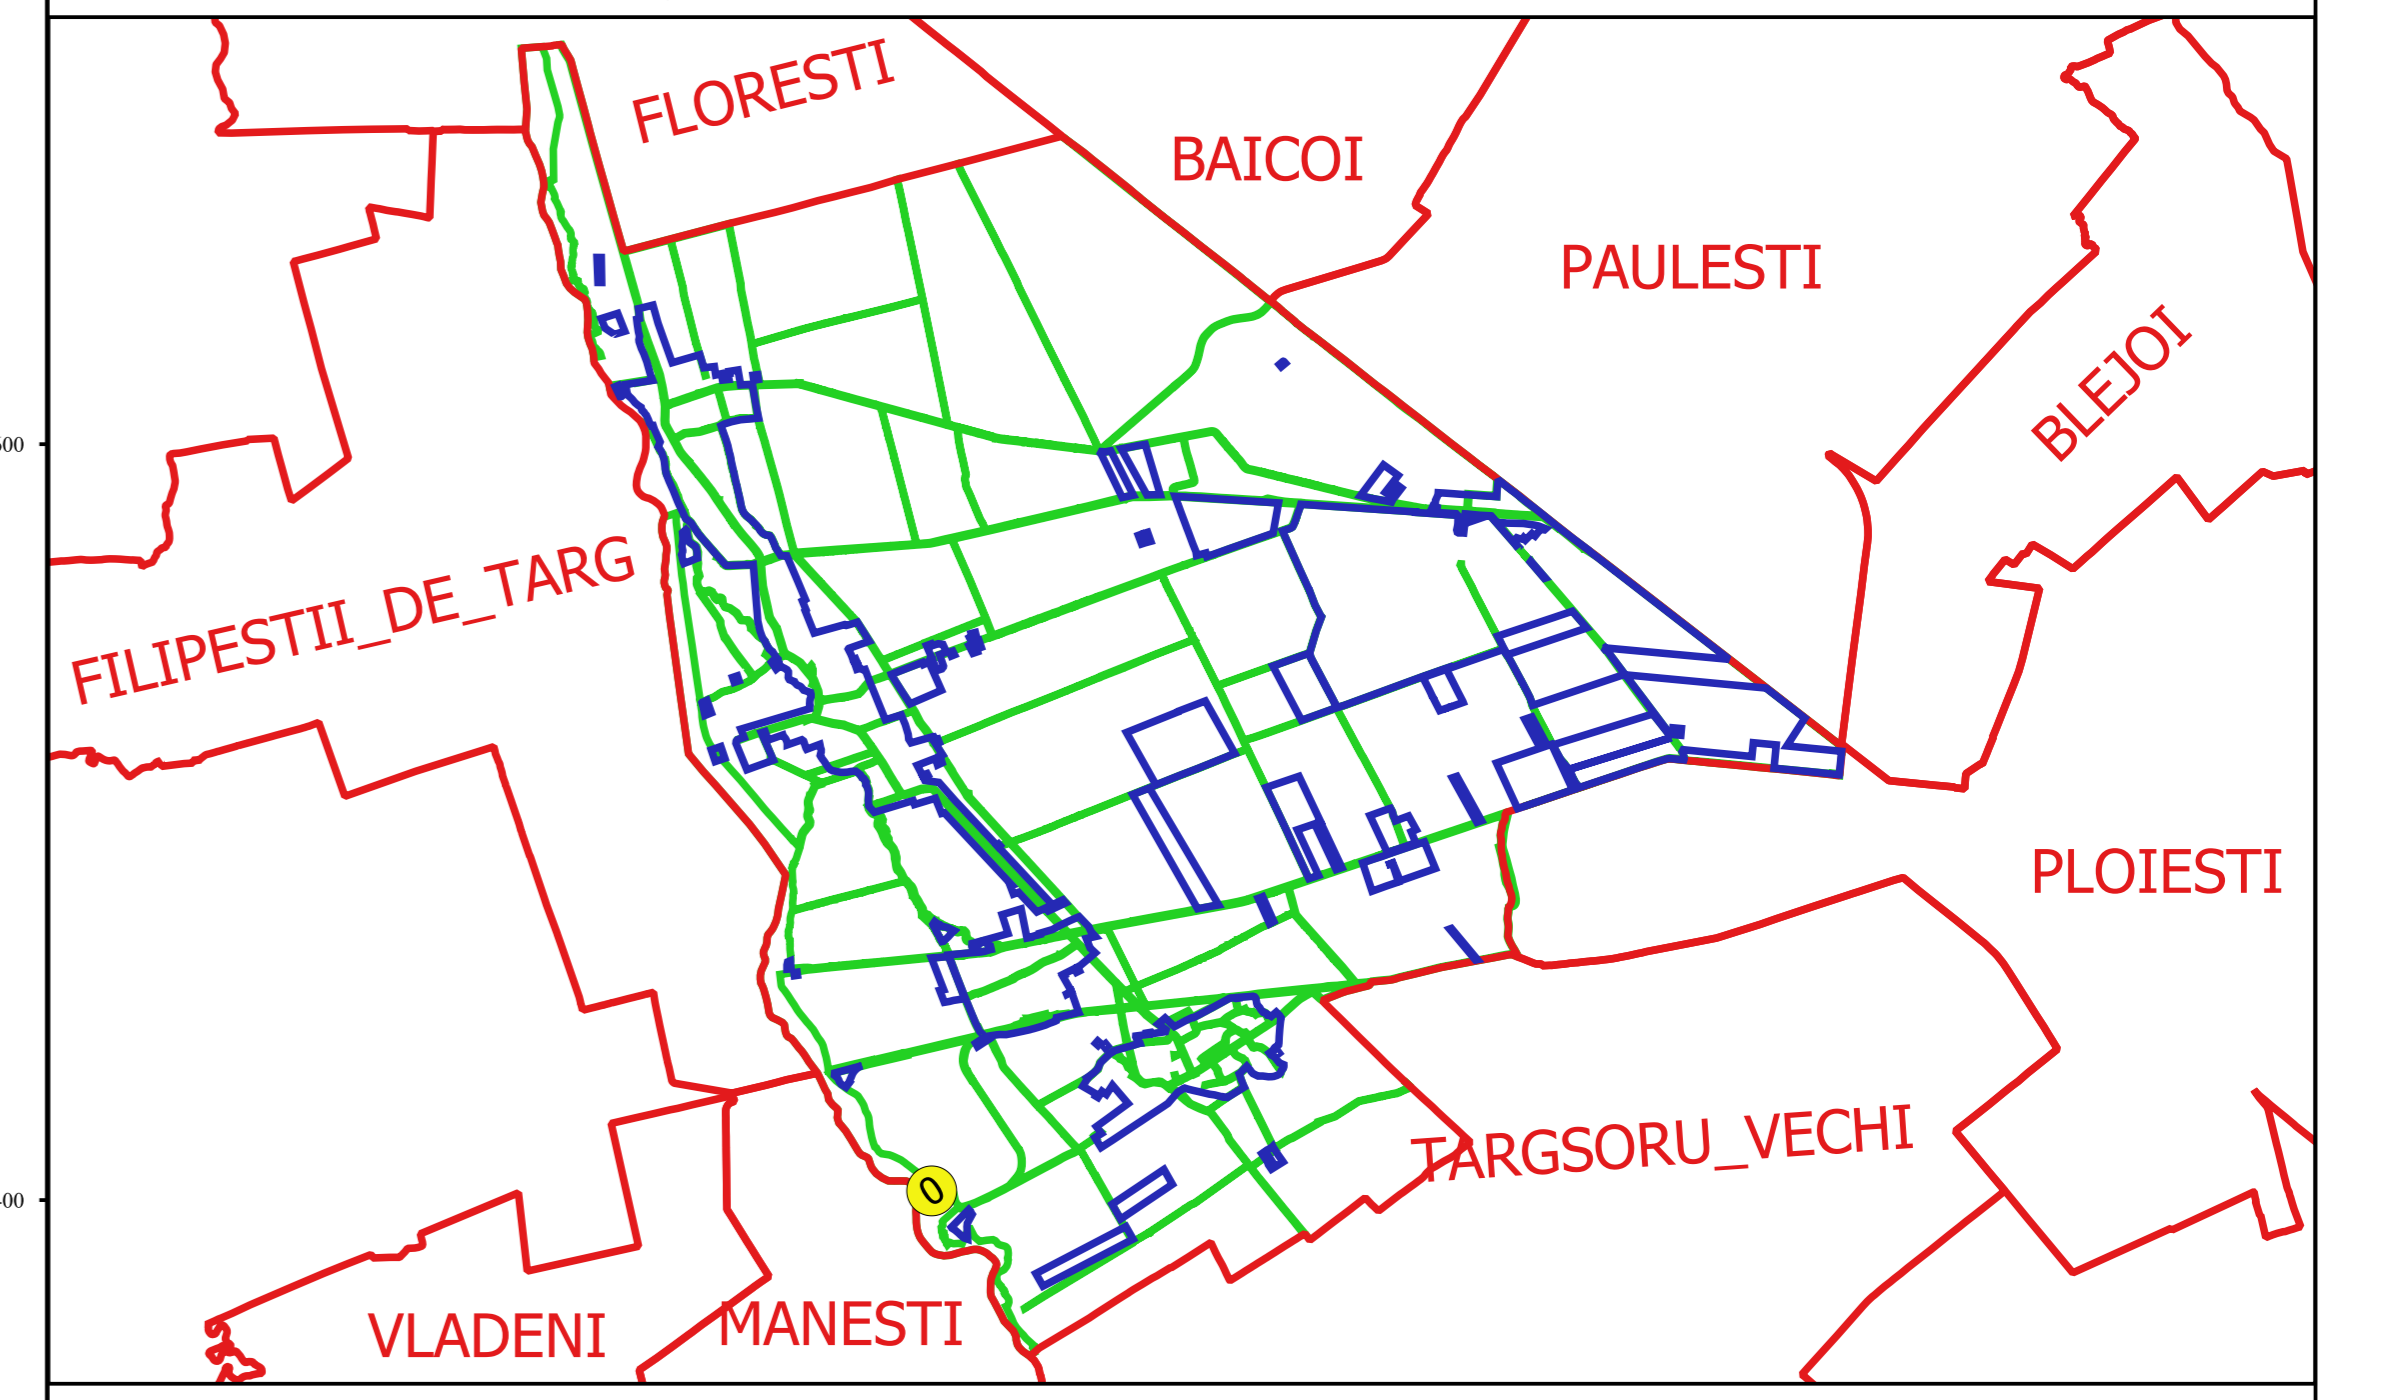 FLORESTI
BAICOI
PAULESTI
BLEJOI
FILIPESTII_DE_TARG
PLOIESTI
TARGSORU_VECHI
0
VLADENI
MANESTI